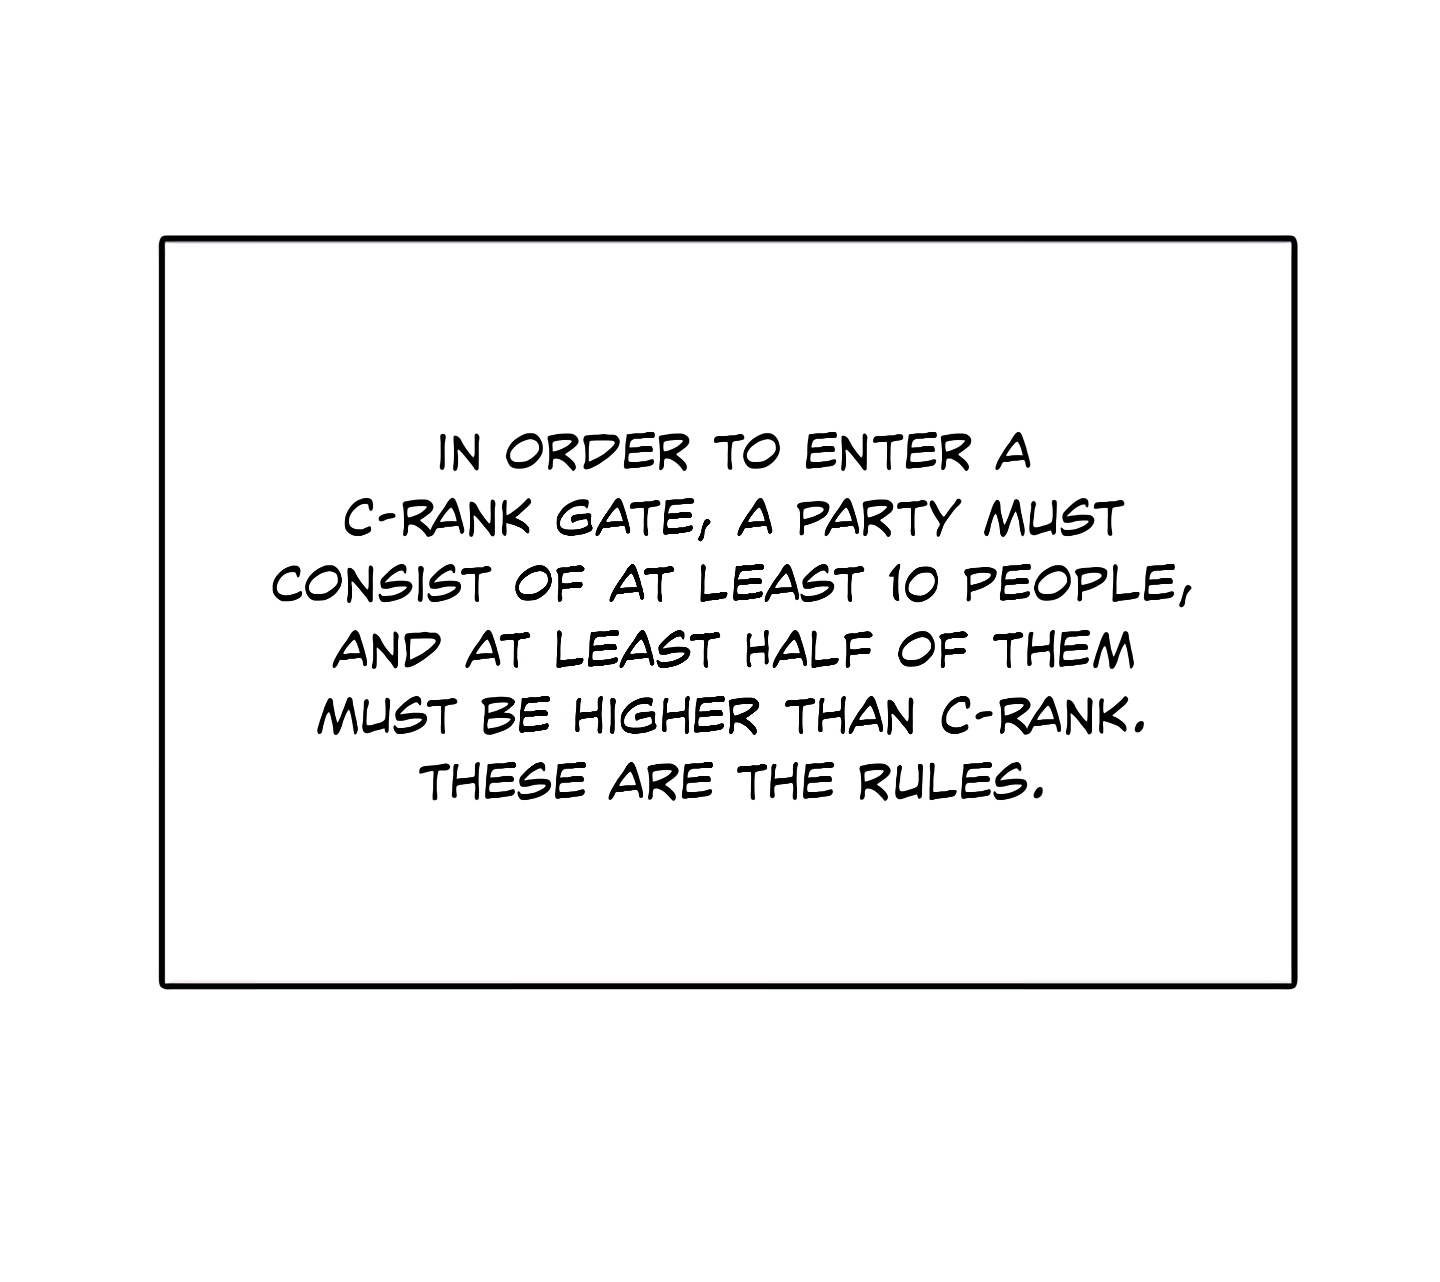 IN ORDER TO ENTER A
C-RANK GATE, A PARTY MUST
CONSIST OF AT LEAST 10 PEOPLE,
AND AT LEAST HALF OF THEM
MUST BE HIGHER THAN C-RANK.
THESE ARE THE RULES.